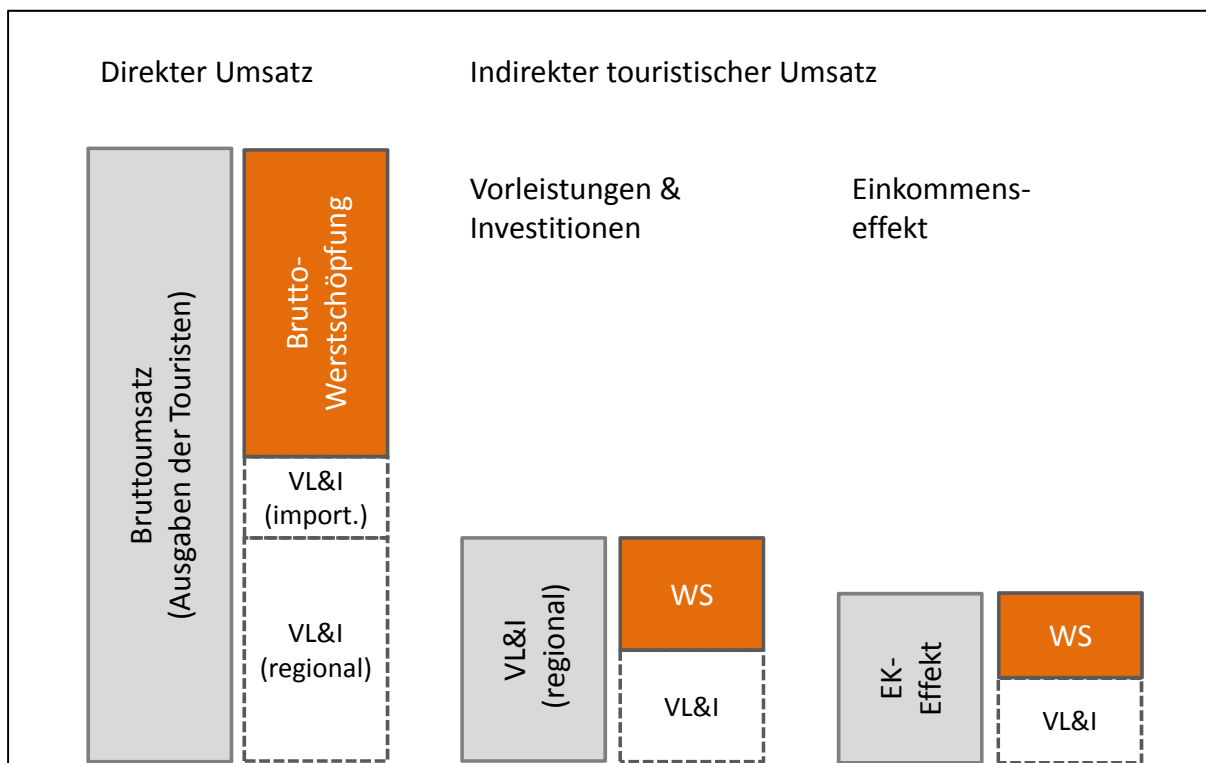 Direkter Umsatz
Indirekter touristischer Umsatz
Vorleistungen &
Investitionen
Einkommens-
effekt
Bruttoumsatz
(Ausgaben der Touristen)
Brutto-
Werstschöpfung
VL&I
(import.)
VL&I
(regional)
VL&I
(regional)
WS
VL&I
EK-
Effekt
WS
VL&I